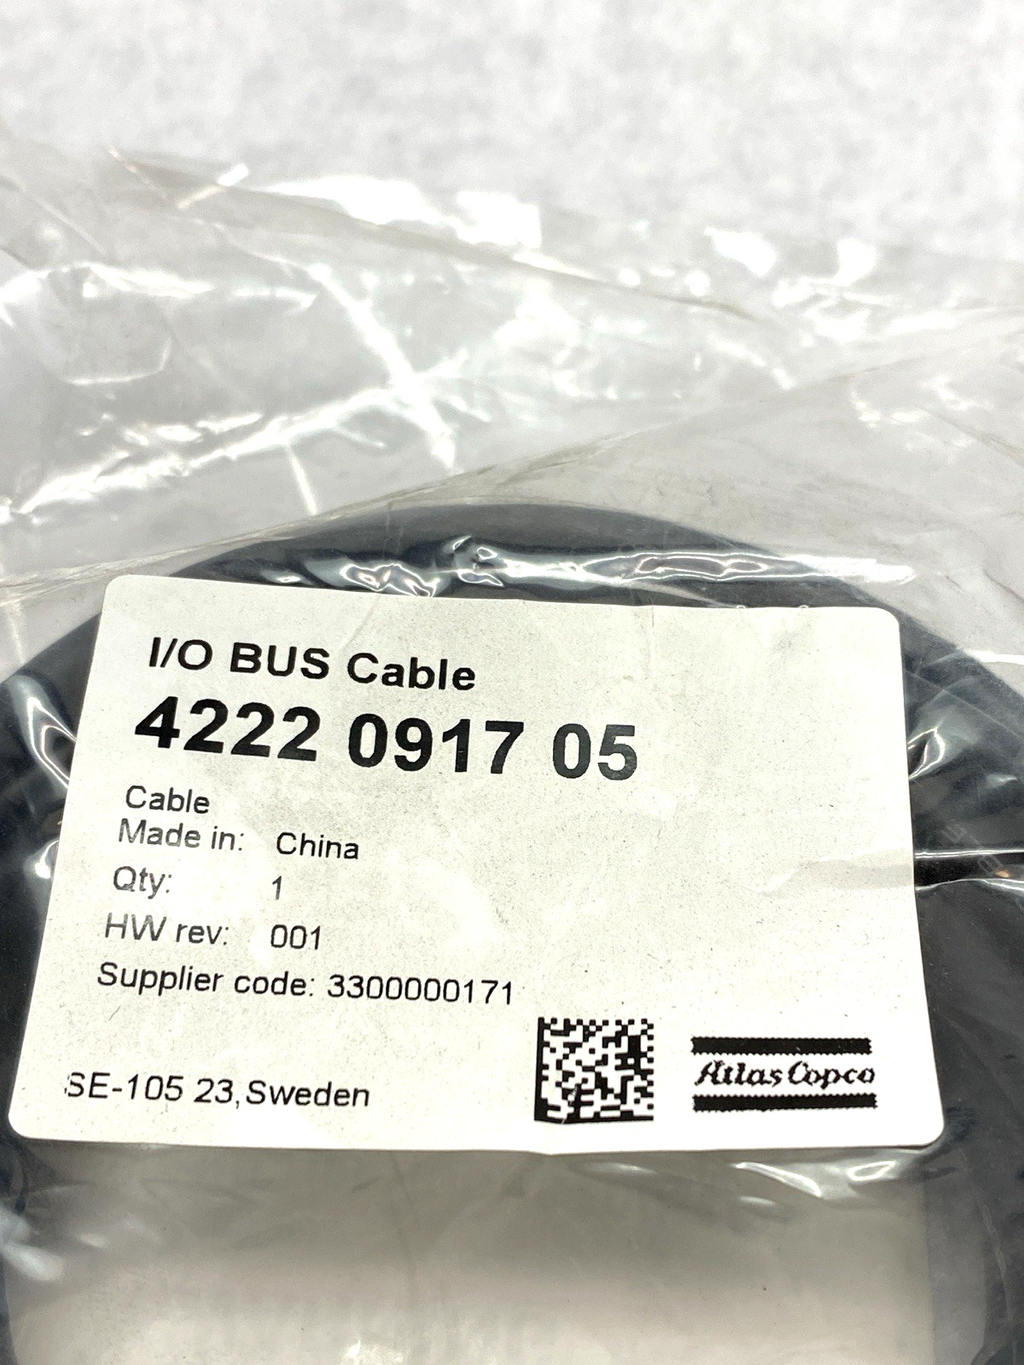 I/O BUS Cable
4222 0917 05
Cable
Made in: China
Qty: 1
HW rev: 001
Supplier code: 3300000171
SE-105 23, Sweden
Atlas Copco